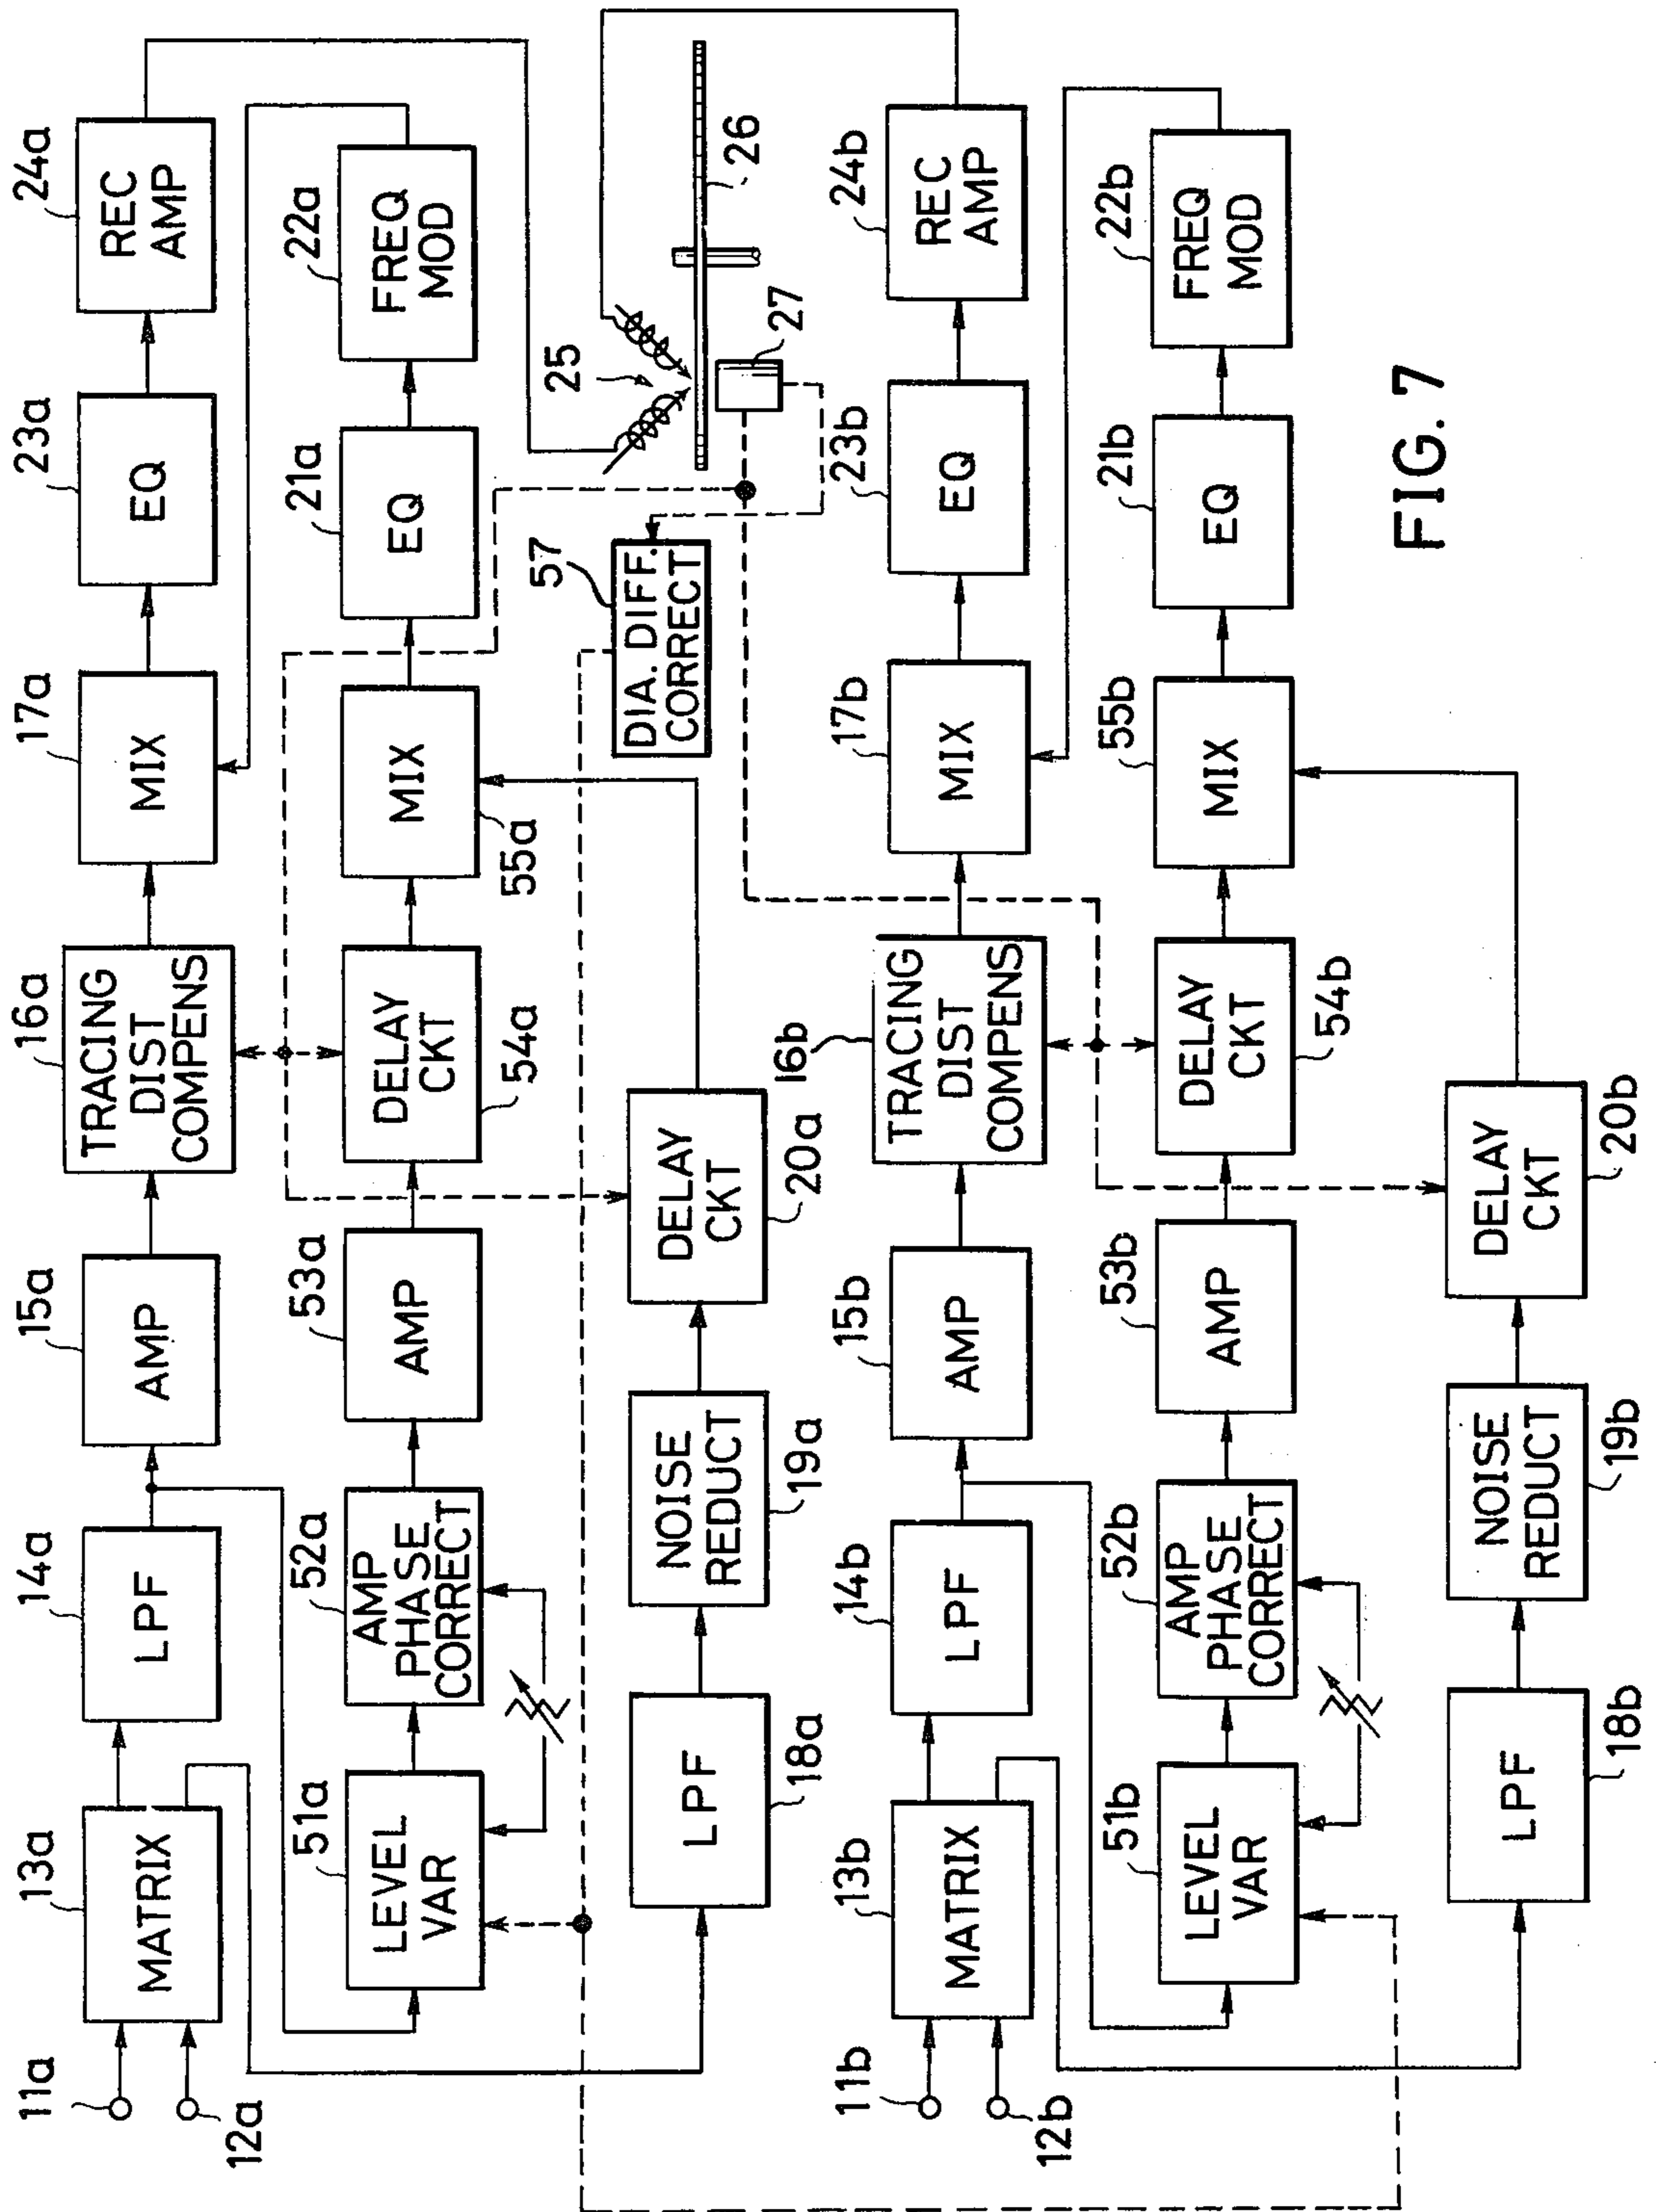 11a
12a
13a
MATRIX
14a
LPF
15a
AMP
16a
TRACING
DIST
COMPENS
17a
MIX
23a
EQ
24a
REC
AMP
51a
LEVEL
VAR
52a
AMP
PHASE
CORRECT
53a
AMP
54a
DELAY
CKT
55a
MIX
21a
EQ
22a
FREQ
MOD
18a
LPF
19a
NOISE
REDUCT
20a
DELAY
CKT
57
DIA. DIFF.
CORRECT
25
26
27
11b
12b
13b
MATRIX
14b
LPF
15b
AMP
16b
TRACING
DIST
COMPENS
17b
MIX
23b
EQ
24b
REC
AMP
51b
LEVEL
VAR
52b
AMP
PHASE
CORRECT
53b
AMP
54b
DELAY
CKT
55b
MIX
21b
EQ
22b
FREQ
MOD
18b
LPF
19b
NOISE
REDUCT
20b
DELAY
CKT
FIG. 7